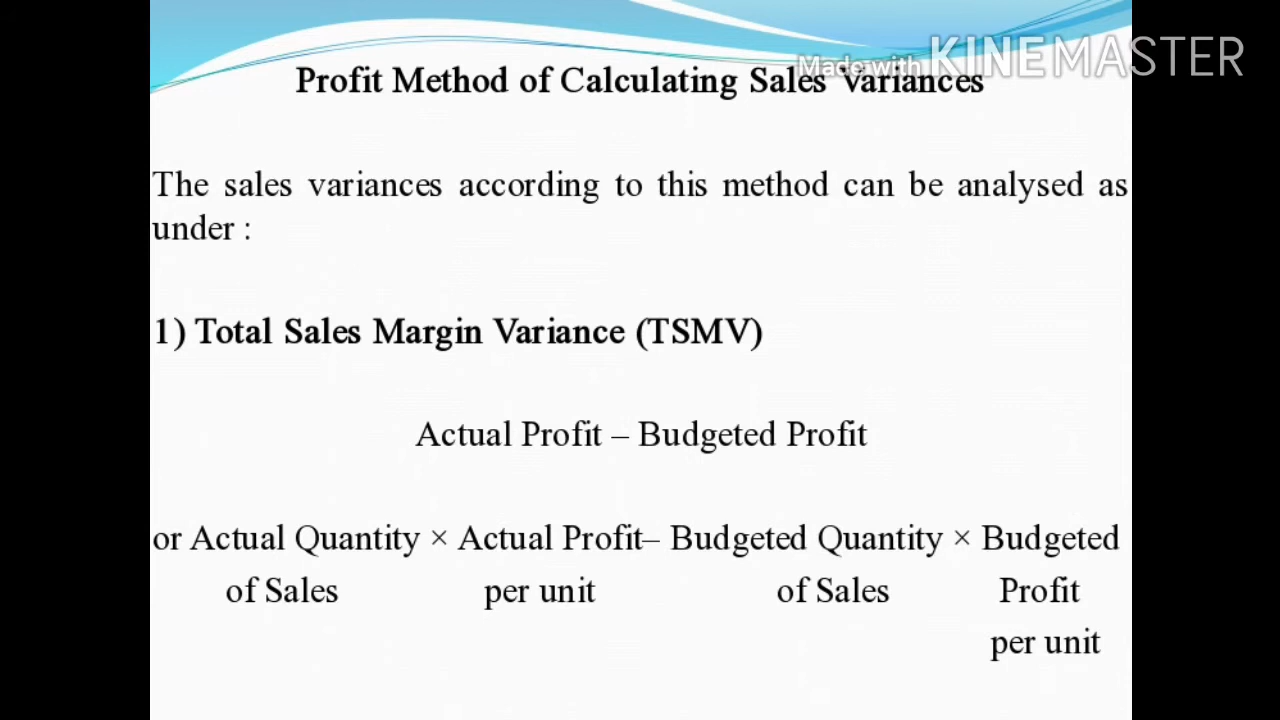 Made with KINEMASTER
Profit Method of Calculating Sales Variances
The sales variances according to this method can be analysed as
under :
1) Total Sales Margin Variance (TSMV)
Actual Profit – Budgeted Profit
or Actual Quantity × Actual Profit– Budgeted Quantity × Budgeted
of Sales per unit of Sales Profit
per unit